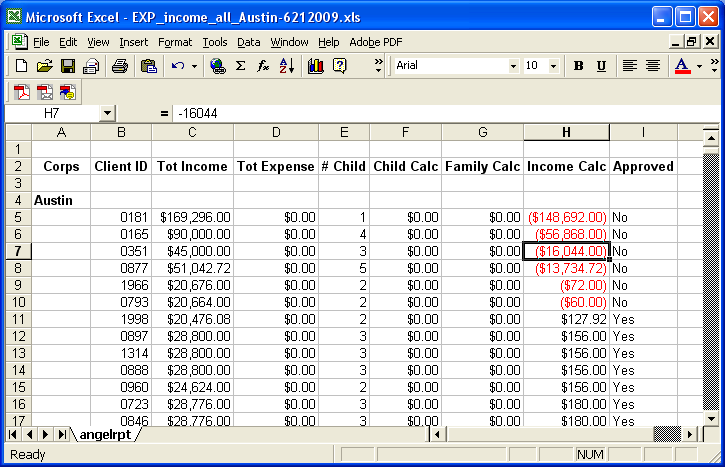 Microsoft Excel - EXP_income_all_Austin-6212009.xls
File Edit View Insert Format Tools Data Window Help Adobe PDF
Arial 10 B U A
H7 = -16044
A B C D E F G H I
1
2 Corps Client ID Tot Income Tot Expense # Child Child Calc Family Calc Income Calc Approved
3
4 Austin
5 0181 $169,296.00 $0.00 1 $0.00 $0.00 ($148,692.00) No
6 0165 $90,000.00 $0.00 4 $0.00 $0.00 ($56,868.00) No
7 0351 $45,000.00 $0.00 3 $0.00 $0.00 ($16,044.00) No
8 0877 $51,042.72 $0.00 5 $0.00 $0.00 ($13,734.72) No
9 1966 $20,676.00 $0.00 2 $0.00 $0.00 ($72.00) No
10 0793 $20,664.00 $0.00 2 $0.00 $0.00 ($60.00) No
11 1998 $20,476.08 $0.00 2 $0.00 $0.00 $127.92 Yes
12 0897 $28,800.00 $0.00 3 $0.00 $0.00 $156.00 Yes
13 1314 $28,800.00 $0.00 3 $0.00 $0.00 $156.00 Yes
14 0888 $28,800.00 $0.00 3 $0.00 $0.00 $156.00 Yes
15 0960 $24,624.00 $0.00 2 $0.00 $0.00 $156.00 Yes
16 0723 $28,776.00 $0.00 3 $0.00 $0.00 $180.00 Yes
17 0846 $28,776.00 $0.00 3 $0.00 $0.00 $180.00 Yes
angelrpt
Ready NUM